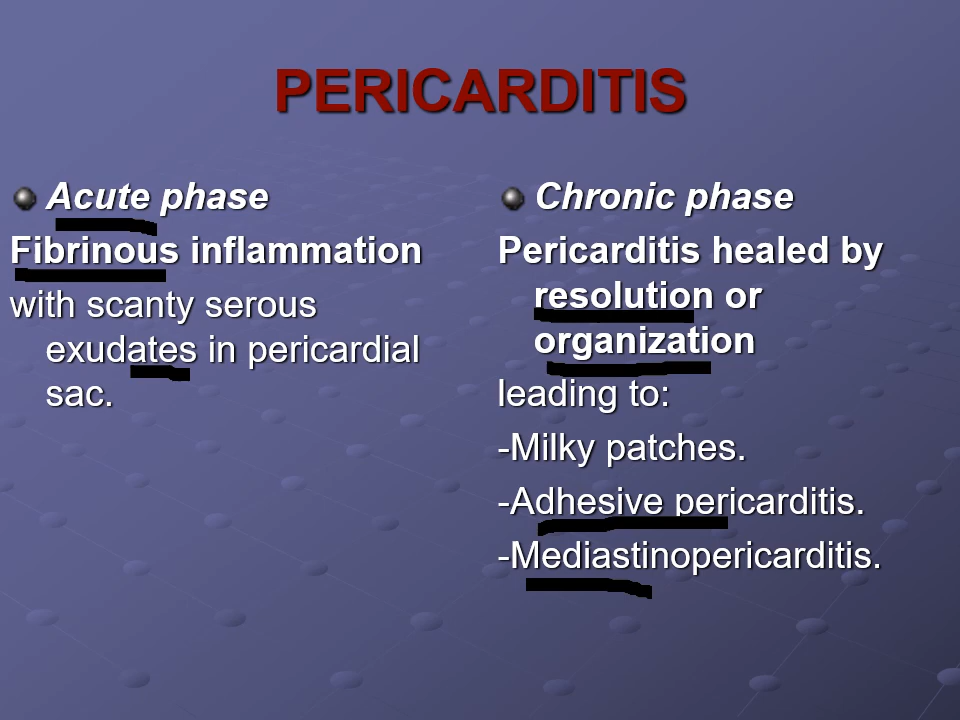 PERICARDITIS
Acute phase
Fibrinous inflammation
with scanty serous
exudates in pericardial
sac.
Chronic phase
Pericarditis healed by
resolution or
organization
leading to:
-Milky patches.
-Adhesive pericarditis.
-Mediastinopericarditis.